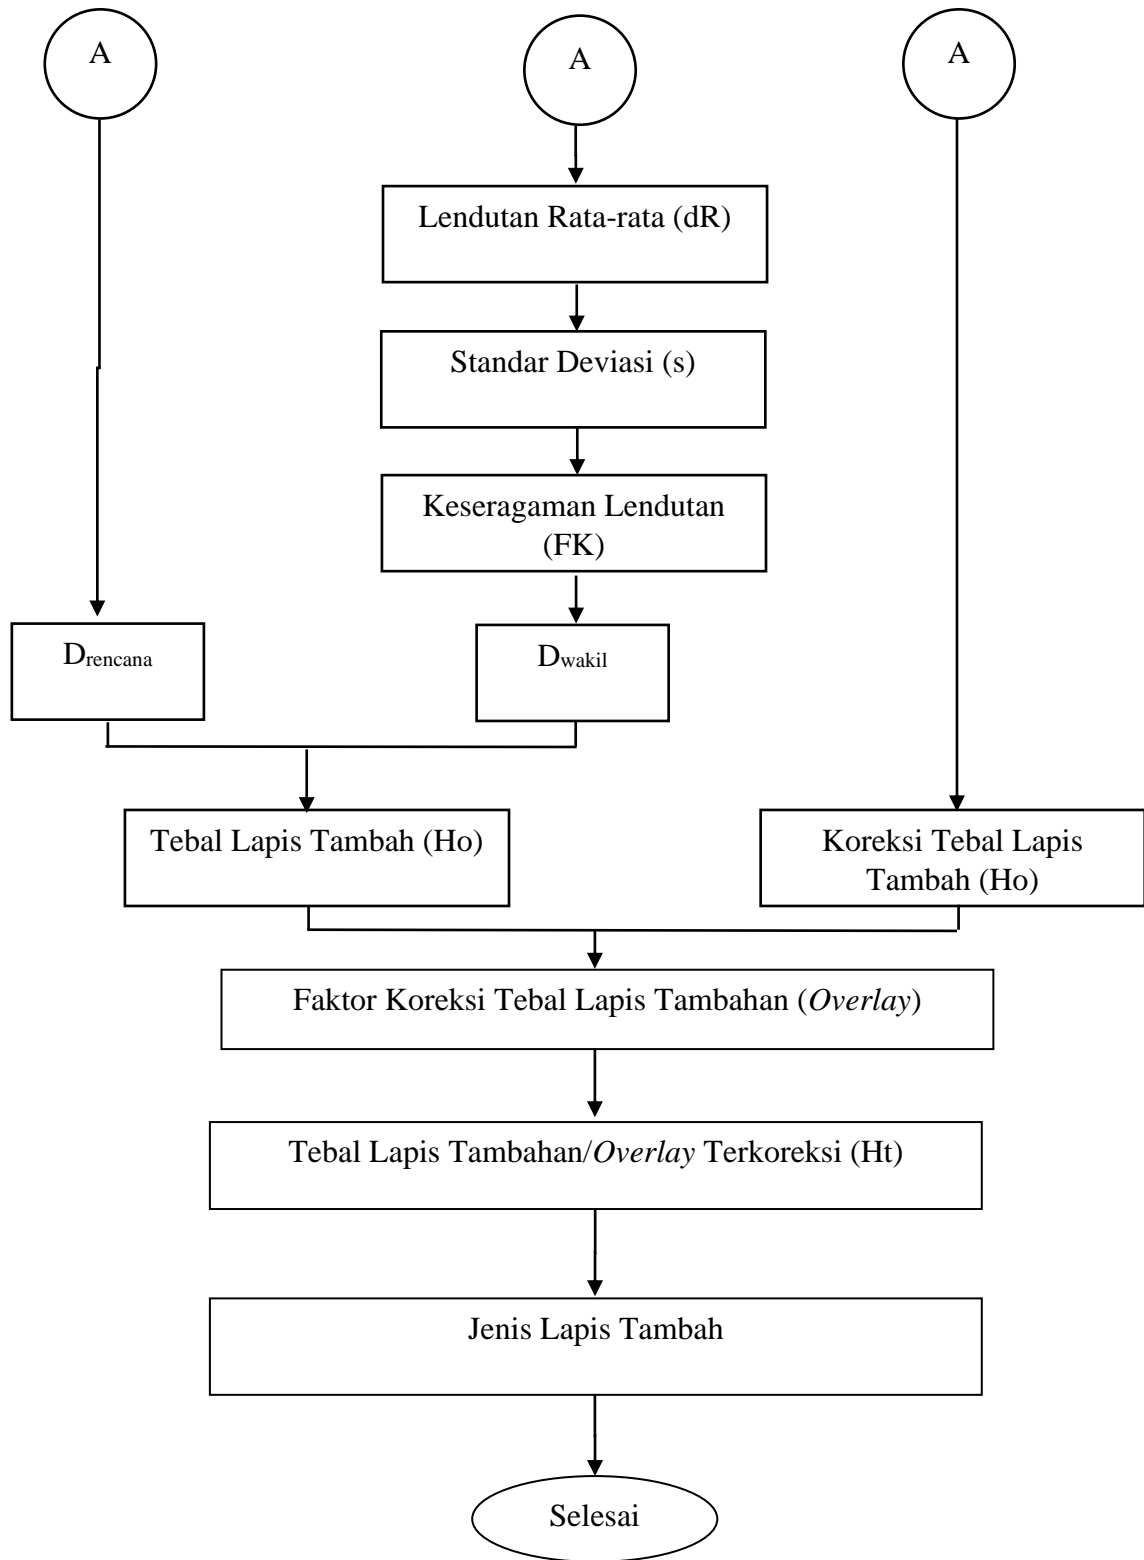 A
A
A
Lendutan Rata-rata (dR)
Standar Deviasi (s)
Keseragaman Lendutan
(FK)
Drencana
Dwakil
Tebal Lapis Tambah (Ho)
Koreksi Tebal Lapis
Tambah (Ho)
Faktor Koreksi Tebal Lapis Tambahan (Overlay)
Tebal Lapis Tambahan/Overlay Terkoreksi (Ht)
Jenis Lapis Tambah
Selesai